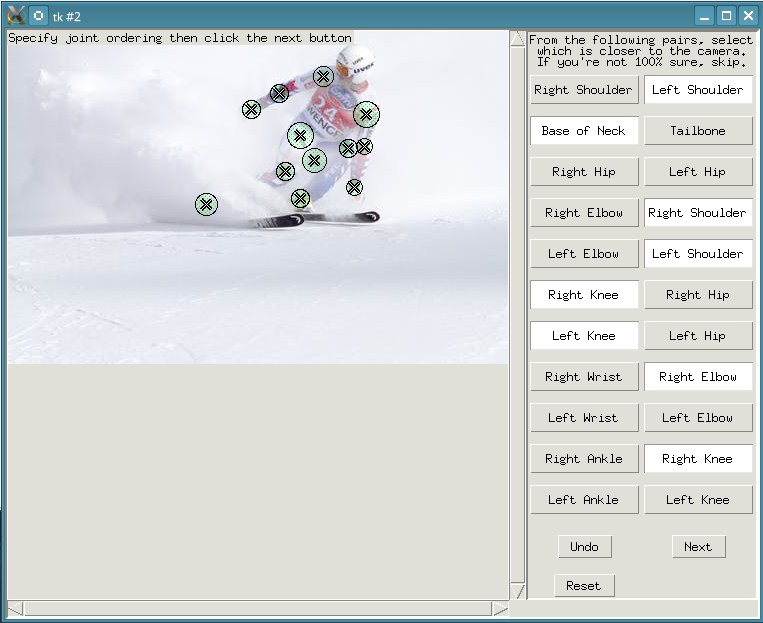 tk #2
Specify joint ordering then click the next button
uvex
24
WENGEN
From the following pairs, select
which is closer to the camera.
If you're not 100% sure, skip.
Right Shoulder Left Shoulder
Base of Neck Tailbone
Right Hip Left Hip
Right Elbow Right Shoulder
Left Elbow Left Shoulder
Right Knee Right Hip
Left Knee Left Hip
Right Wrist Right Elbow
Left Wrist Left Elbow
Right Ankle Right Knee
Left Ankle Left Knee
Undo Next
Reset